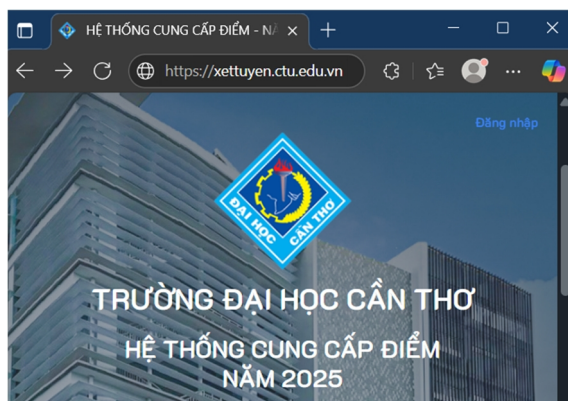 HỆ THỐNG CUNG CẤP ĐIỂM - N
https://xettuyen.ctu.edu.vn
Đăng nhập
ĐẠI HỌC CẦN THƠ
TRƯỜNG ĐẠI HỌC CẦN THƠ
HỆ THỐNG CUNG CẤP ĐIỂM
NĂM 2025